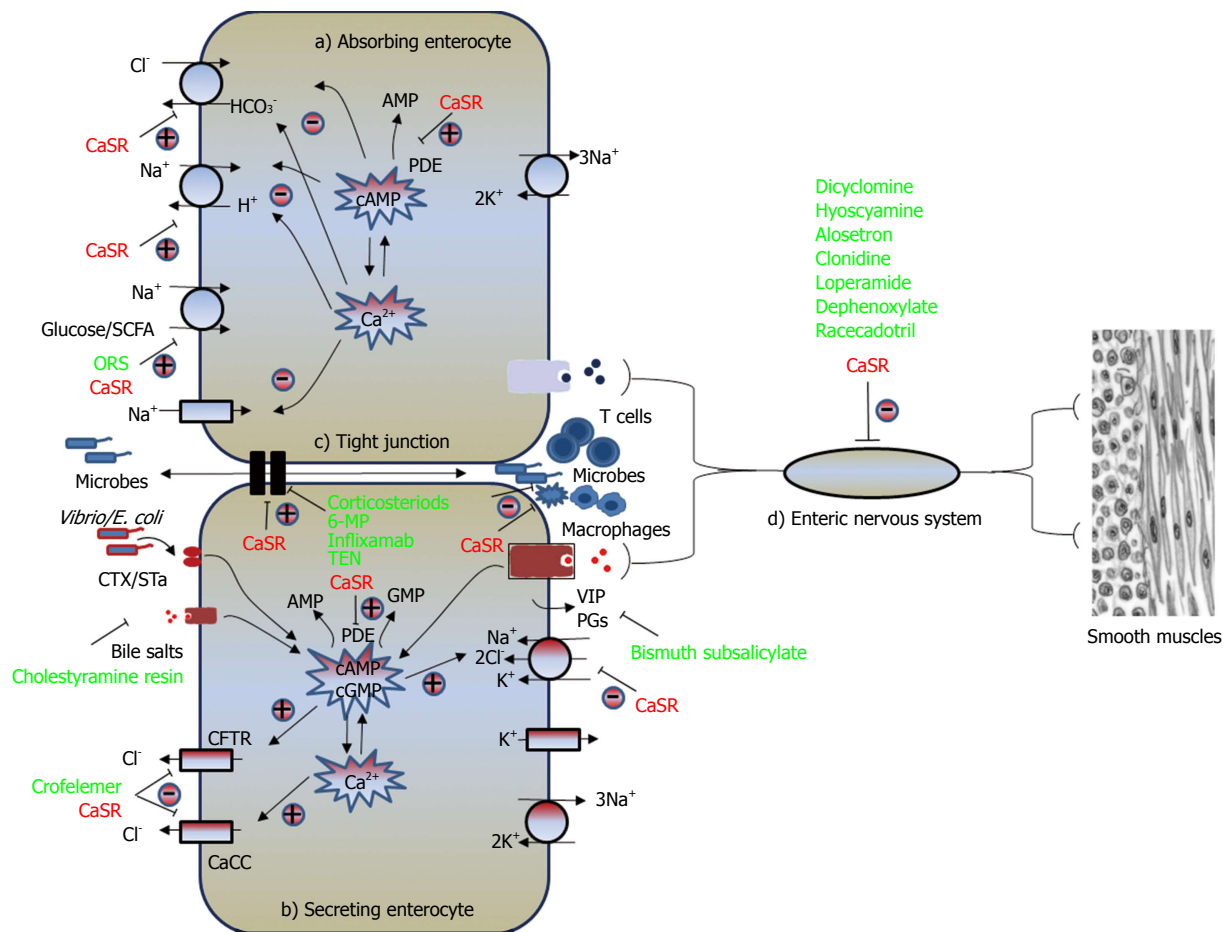 a) Absorbing enterocyte
Cl⁻
HCO₃⁻
CaSR
+
-
AMP
CaSR
+
PDE
cAMP
Na⁺
H⁺
-
CaSR
+
3Na⁺
2K⁺
Na⁺
Glucose/SCFA
ORS
+
CaSR
Ca²⁺
-
Na⁺
c) Tight junction
Microbes
T cells
Microbes
Macrophages
-
CaSR
Vibrio/E. coli
CTX/STa
CaSR
+
Corticosteriods
6-MP
Inflixamab
TEN
CaSR
+
AMP
GMP
PDE
cAMP
cGMP
Bile salts
Cholestyramine resin
VIP
PGs
Bismuth subsalicylate
Na⁺
2Cl⁻
K⁺
+
-
CaSR
+
CFTR
Cl⁻
Crofelemer
CaSR
-
Cl⁻
CaCC
Ca²⁺
+
K⁺
3Na⁺
2K⁺
b) Secreting enterocyte
Dicyclomine
Hyoscyamine
Alosetron
Clonidine
Loperamide
Dephenoxylate
Racecadotril
CaSR
-
d) Enteric nervous system
Smooth muscles